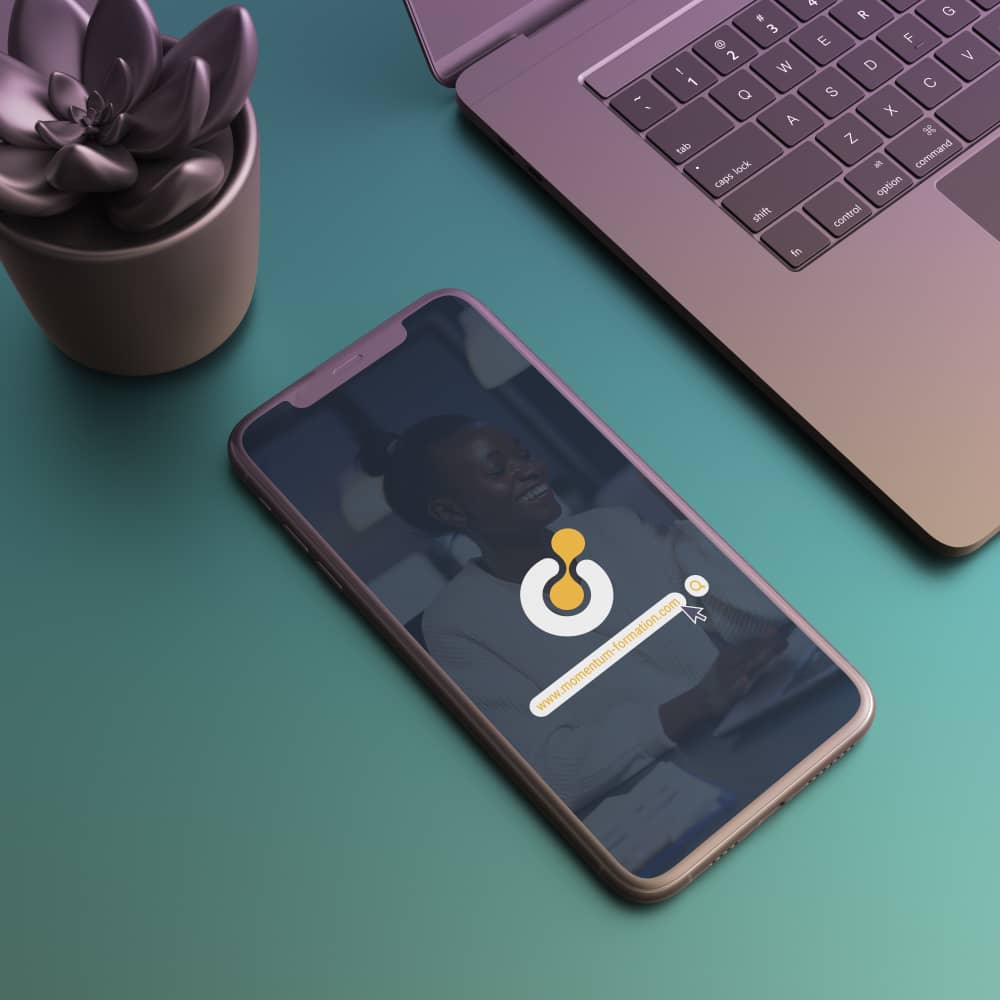 ~ ` ! 1 @ 2 # 3 4
tab Q W E R
caps lock A S D F G
shift Z X C V
fn control alt option ⌘ command
www.momentum-formation.com